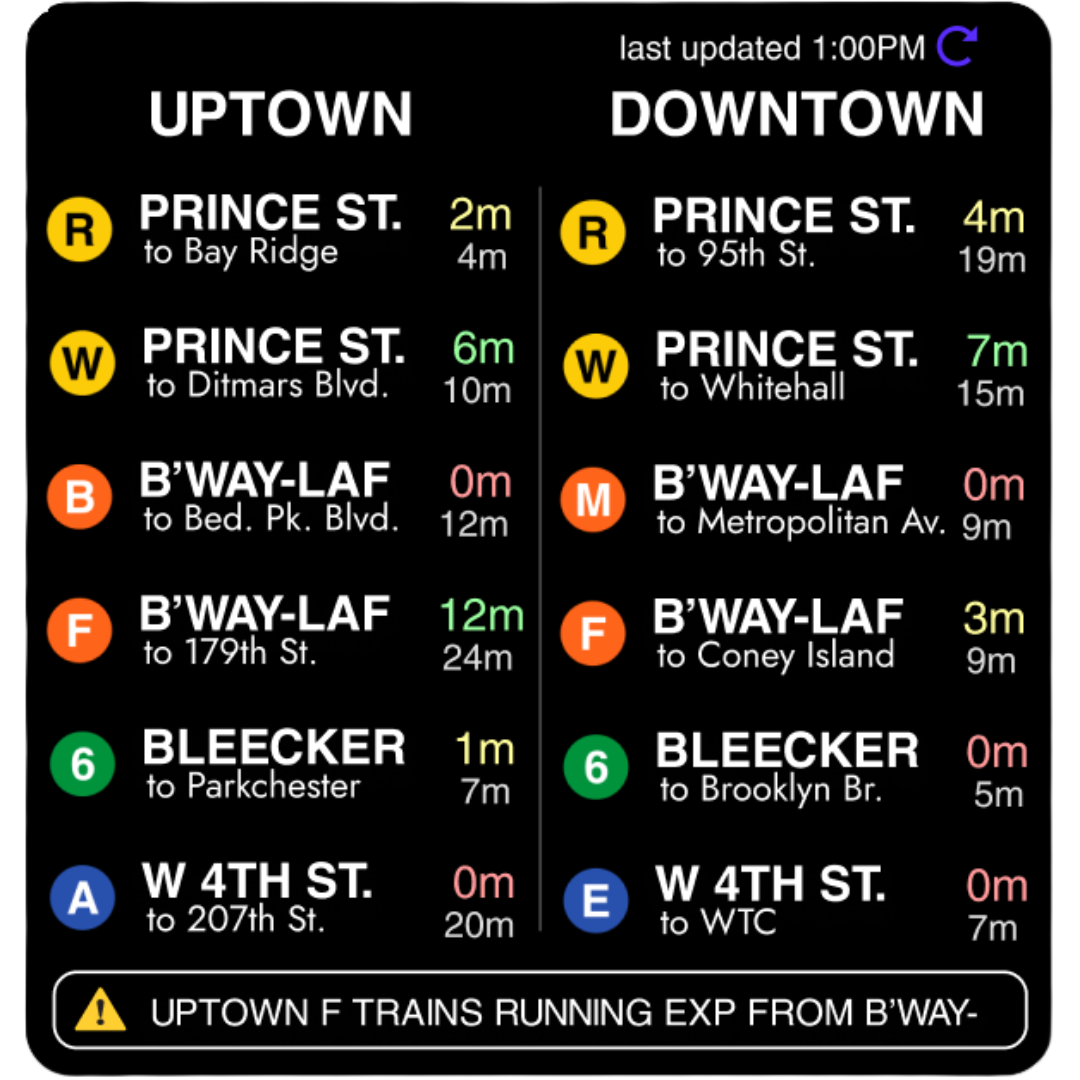 last updated 1:00PM
UPTOWN
R PRINCE ST. 2m
to Bay Ridge 4m
W PRINCE ST. 6m
to Ditmars Blvd. 10m
B B’WAY-LAF 0m
to Bed. Pk. Blvd. 12m
F B’WAY-LAF 12m
to 179th St. 24m
6 BLEECKER 1m
to Parkchester 7m
A W 4TH ST. 0m
to 207th St. 20m
DOWNTOWN
R PRINCE ST. 4m
to 95th St. 19m
W PRINCE ST. 7m
to Whitehall 15m
M B’WAY-LAF 0m
to Metropolitan Av. 9m
F B’WAY-LAF 3m
to Coney Island 9m
6 BLEECKER 0m
to Brooklyn Br. 5m
E W 4TH ST. 0m
to WTC 7m
UPTOWN F TRAINS RUNNING EXP FROM B’WAY-